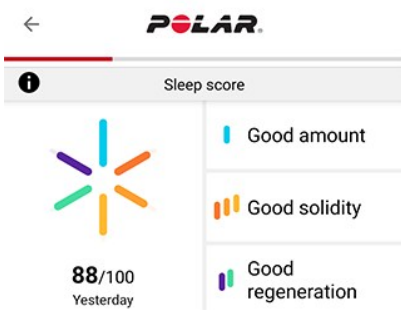 POLAR.
Sleep score
Good amount
Good solidity
Good
regeneration
88/100
Yesterday